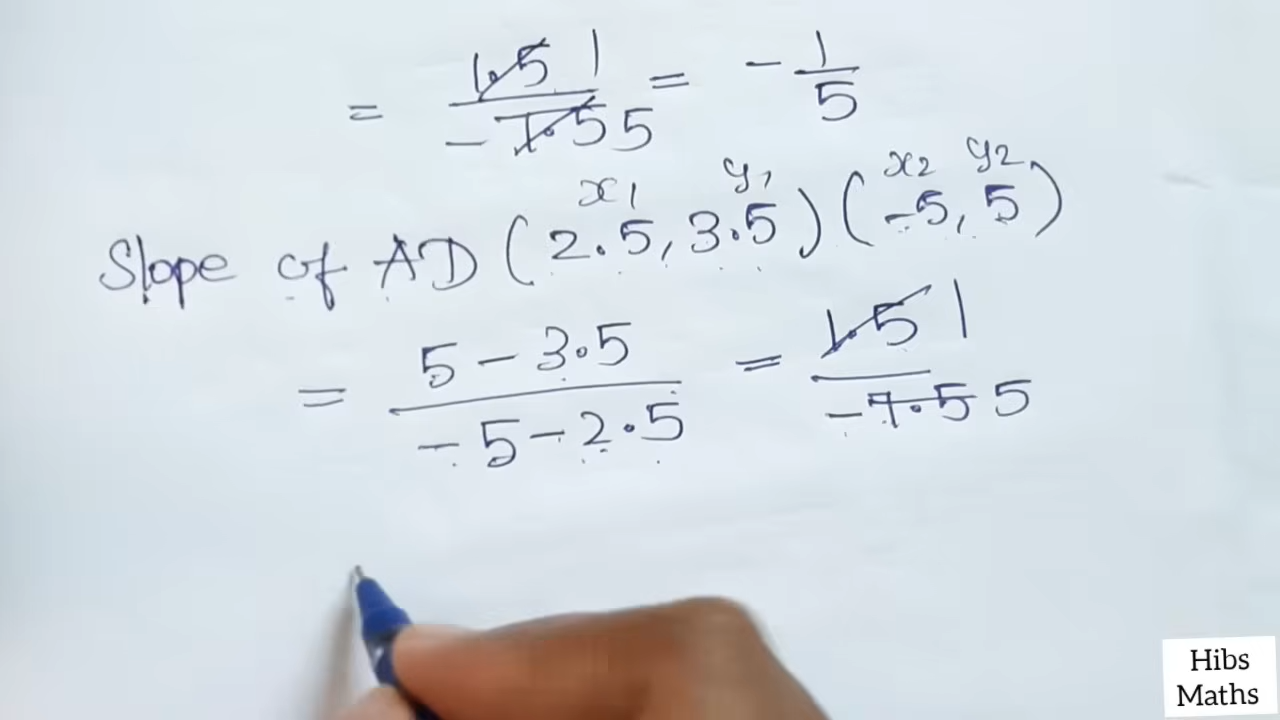 = 1.5 1 / -7.5 5 = - 1/5
x1 y1 x2 y2
Slope of AD (2.5, 3.5) (-5, 5)
= 5 - 3.5 / -5 - 2.5 = 1.5 1 / -7.5 5
Hibs
Maths